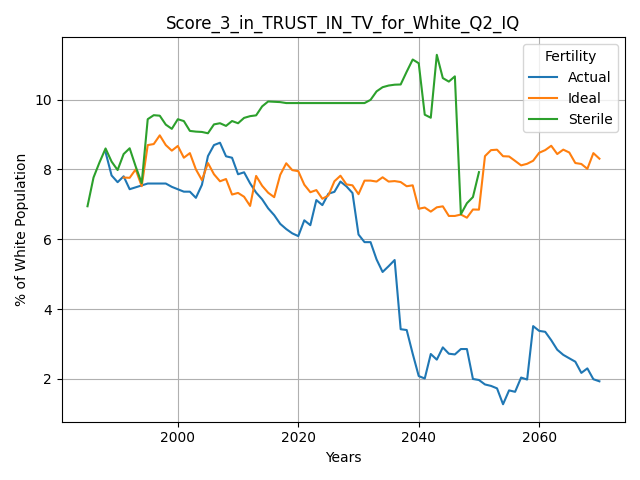 Score_3_in_TRUST_IN_TV_for_White_Q2_IQ
Fertility
Actual
Ideal
Sterile
% of White Population
10
8
6
4
2
2000 2020 2040 2060
Years